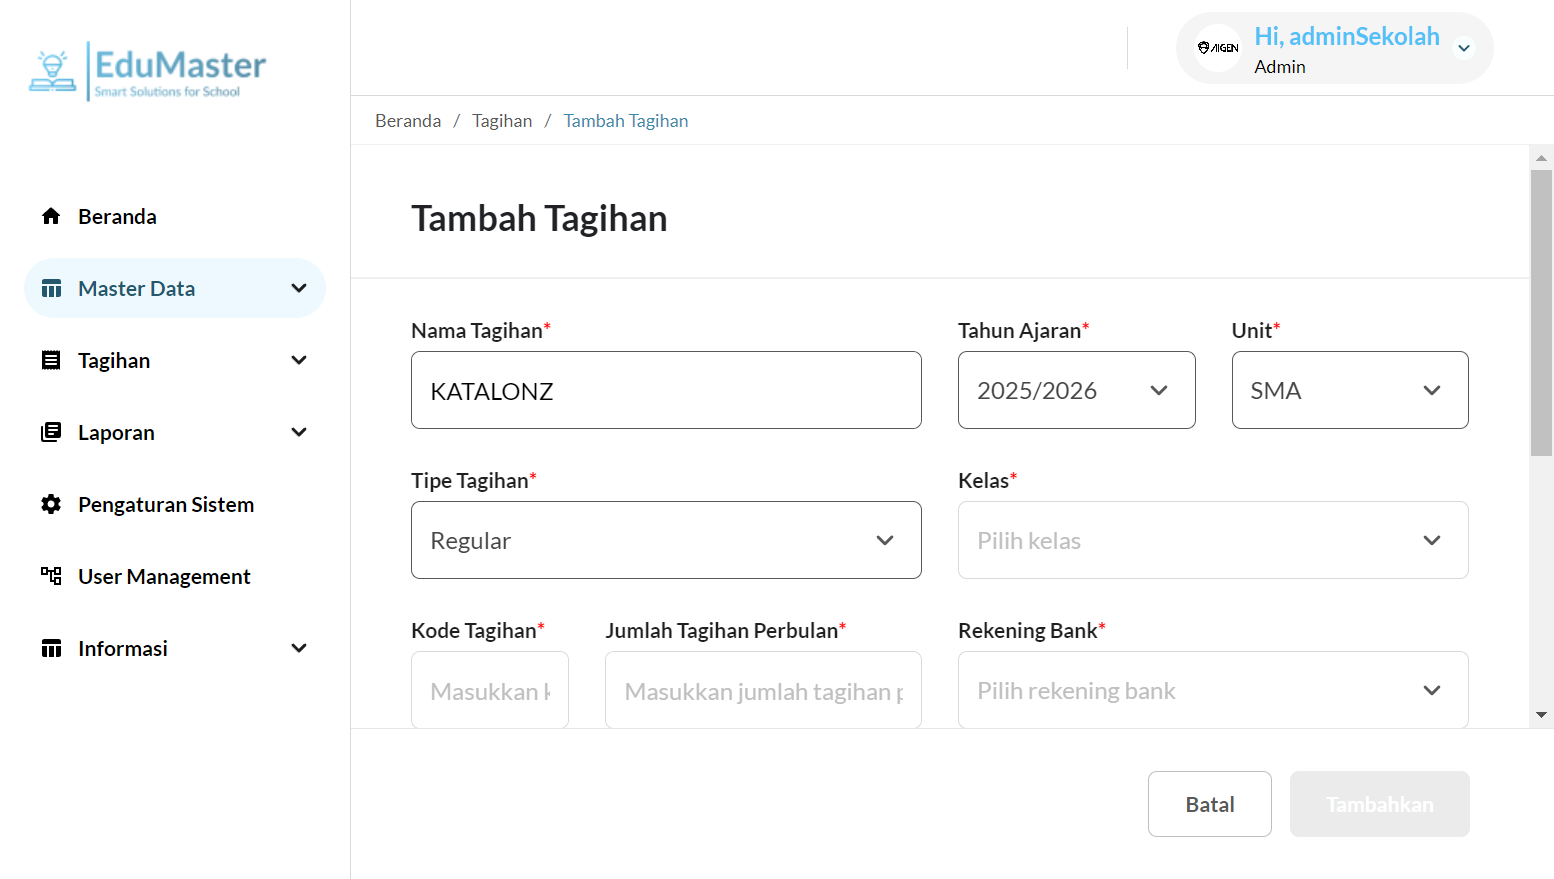 EduMaster
Smart Solutions for School
AIGEN
Hi, adminSekolah
Admin
Beranda / Tagihan / Tambah Tagihan
Beranda
Master Data
Tagihan
Laporan
Pengaturan Sistem
User Management
Informasi
Tambah Tagihan
Nama Tagihan*
KATALONZ
Tahun Ajaran*
2025/2026
Unit*
SMA
Tipe Tagihan*
Regular
Kelas*
Pilih kelas
Kode Tagihan*
Masukkan
Jumlah Tagihan Perbulan*
Masukkan jumlah tagihan
Rekening Bank*
Pilih rekening bank
Batal
Tambahkan